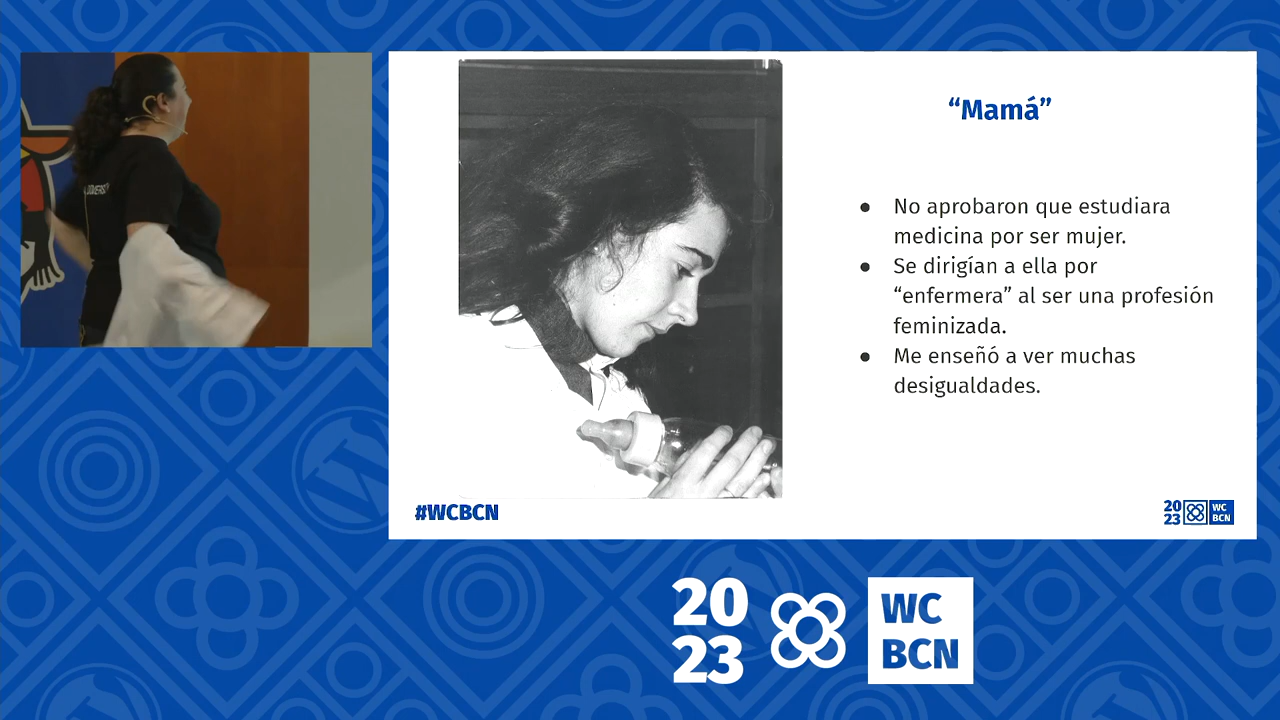 “Mamá”
● No aprobaron que estudiara
medicina por ser mujer.
● Se dirigían a ella por
“enfermera” al ser una profesión
feminizada.
● Me enseñó a ver muchas
desigualdades.
#WCBCN
20
23
WC
BCN
20
23
WC
BCN